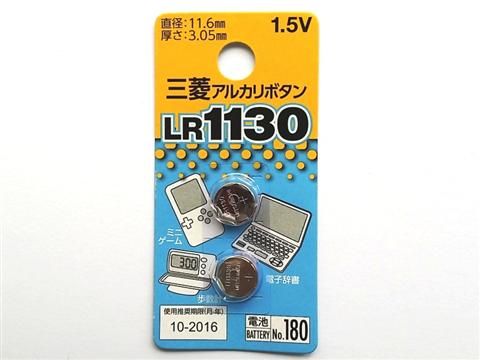 直径:11.6mm
厚さ:3.05mm
1.5V
三菱アルカリボタン
LR1130
ミニ
ゲーム
300
電子辞書
歩数計
使用推奨期限(月-年)
10-2016
電池
BATTERY
No.180